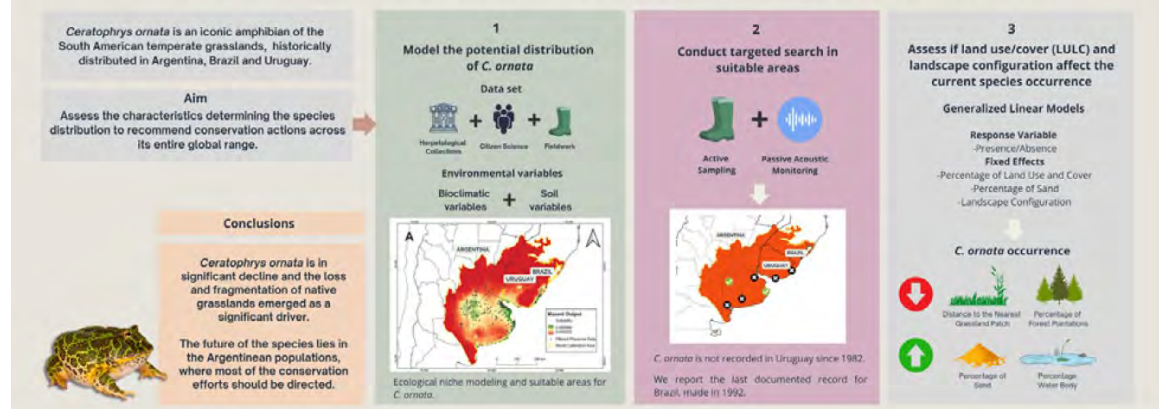 Ceratophrys ornata is an iconic amphibian of the
South American temperate grasslands, historically
distributed in Argentina, Brazil and Uruguay.
Aim
Assess the characteristics determining the species
distribution to recommend conservation actions across
its entire global range.
Conclusions
Ceratophrys ornata is in
significant decline and the loss
and fragmentation of native
grasslands emerged as a
significant driver.
The future of the species lies in
the Argentinean populations,
where most of the conservation
efforts should be directed.
1
Model the potential distribution
of C. ornata
Data set
Herpetological
Collections
Citizen Science
Fieldwork
Environmental variables
Bioclimatic
variables
Soil
variables
A
ARGENTINA
BRAZIL
URUGUAY
Ecological niche modeling and suitable areas for
C. ornata.
2
Conduct targeted search in
suitable areas
Active
Sampling
Passive Acoustic
Monitoring
ARGENTINA
BRAZIL
URUGUAY
C. ornata is not recorded in Uruguay since 1982.
We report the last documented record for
Brazil, made in 1992.
3
Assess if land use/cover (LULC) and
landscape configuration affect the
current species occurrence
Generalized Linear Models
Response Variable
-Presence/Absence
Fixed Effects
-Percentage of Land Use and Cover
-Percentage of Sand
-Landscape Configuration
C. ornata occurrence
Distance to the Nearest
Grassland Patch
Percentage of
Forest Plantations
Percentage of
Sand
Percentage
Water Body